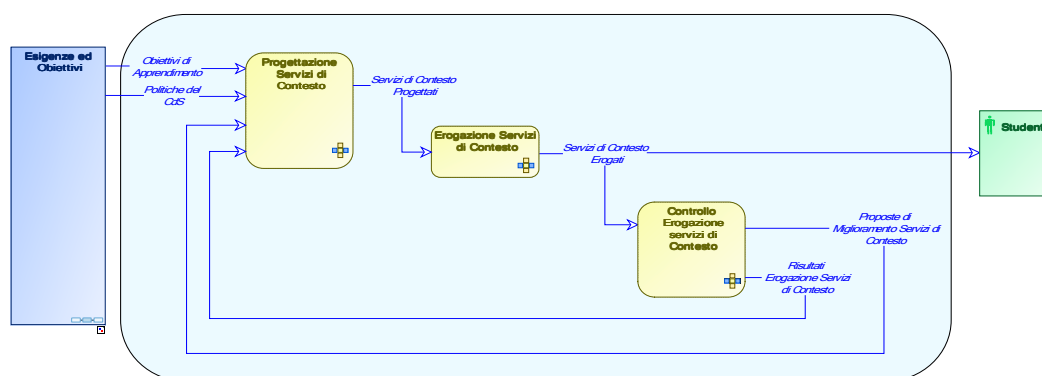 Esigenze ed
Obiettivi
Obiettivi di
Apprendimento
Politiche del
CdS
Progettazione
Servizi di
Contesto
Servizi di Contesto
Progettati
Erogazione Servizi
di Contesto
Servizi di Contesto
Erogati
Student
Controllo
Erogazione
servizi di
Contesto
Proposte di
Miglioramento Servizi di
Contesto
Risultati
Erogazione Servizi
di Contesto